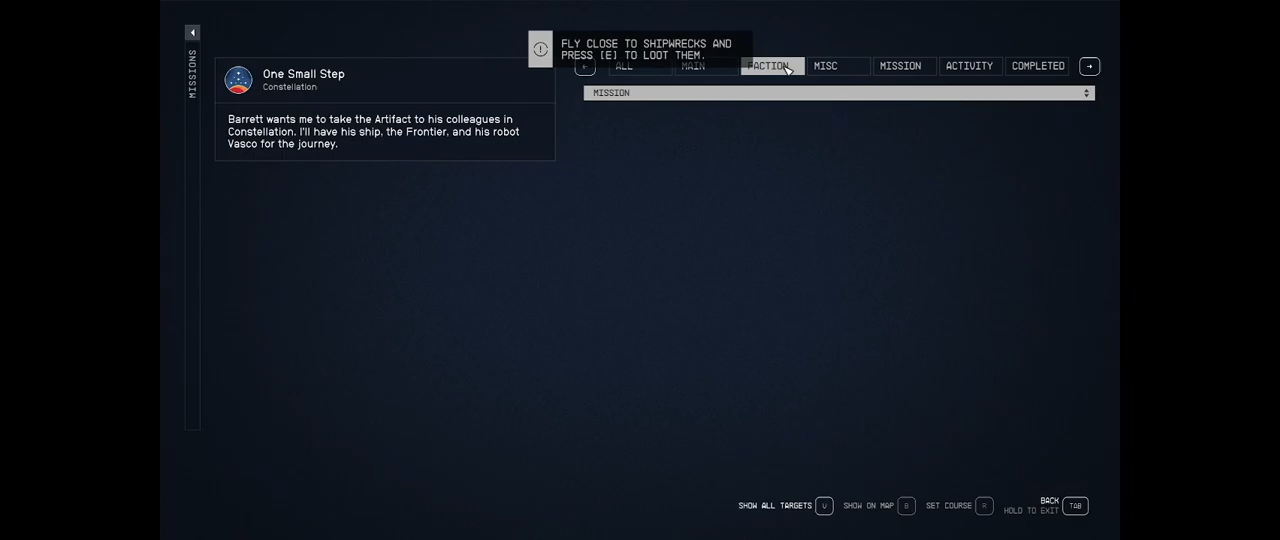 FLY CLOSE TO SHIPWRECKS AND
PRESS [E] TO LOOT THEM.
MISSIONS
One Small Step
Constellation
Barrett wants me to take the Artifact to his colleagues in
Constellation. I'll have his ship, the Frontier, and his robot
Vasco for the journey.
ALL MAIN FACTION MISC MISSION ACTIVITY COMPLETED
MISSION
SHOW ALL TARGETS V SHOW ON MAP B SET COURSE R BACK TAB
HOLD TO EXIT